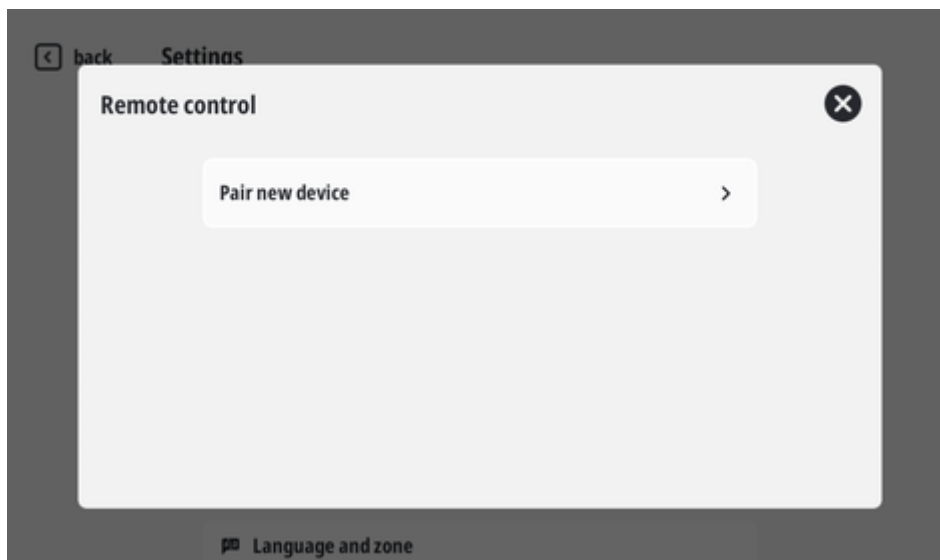 back Settings
Remote control
Pair new device
Language and zone